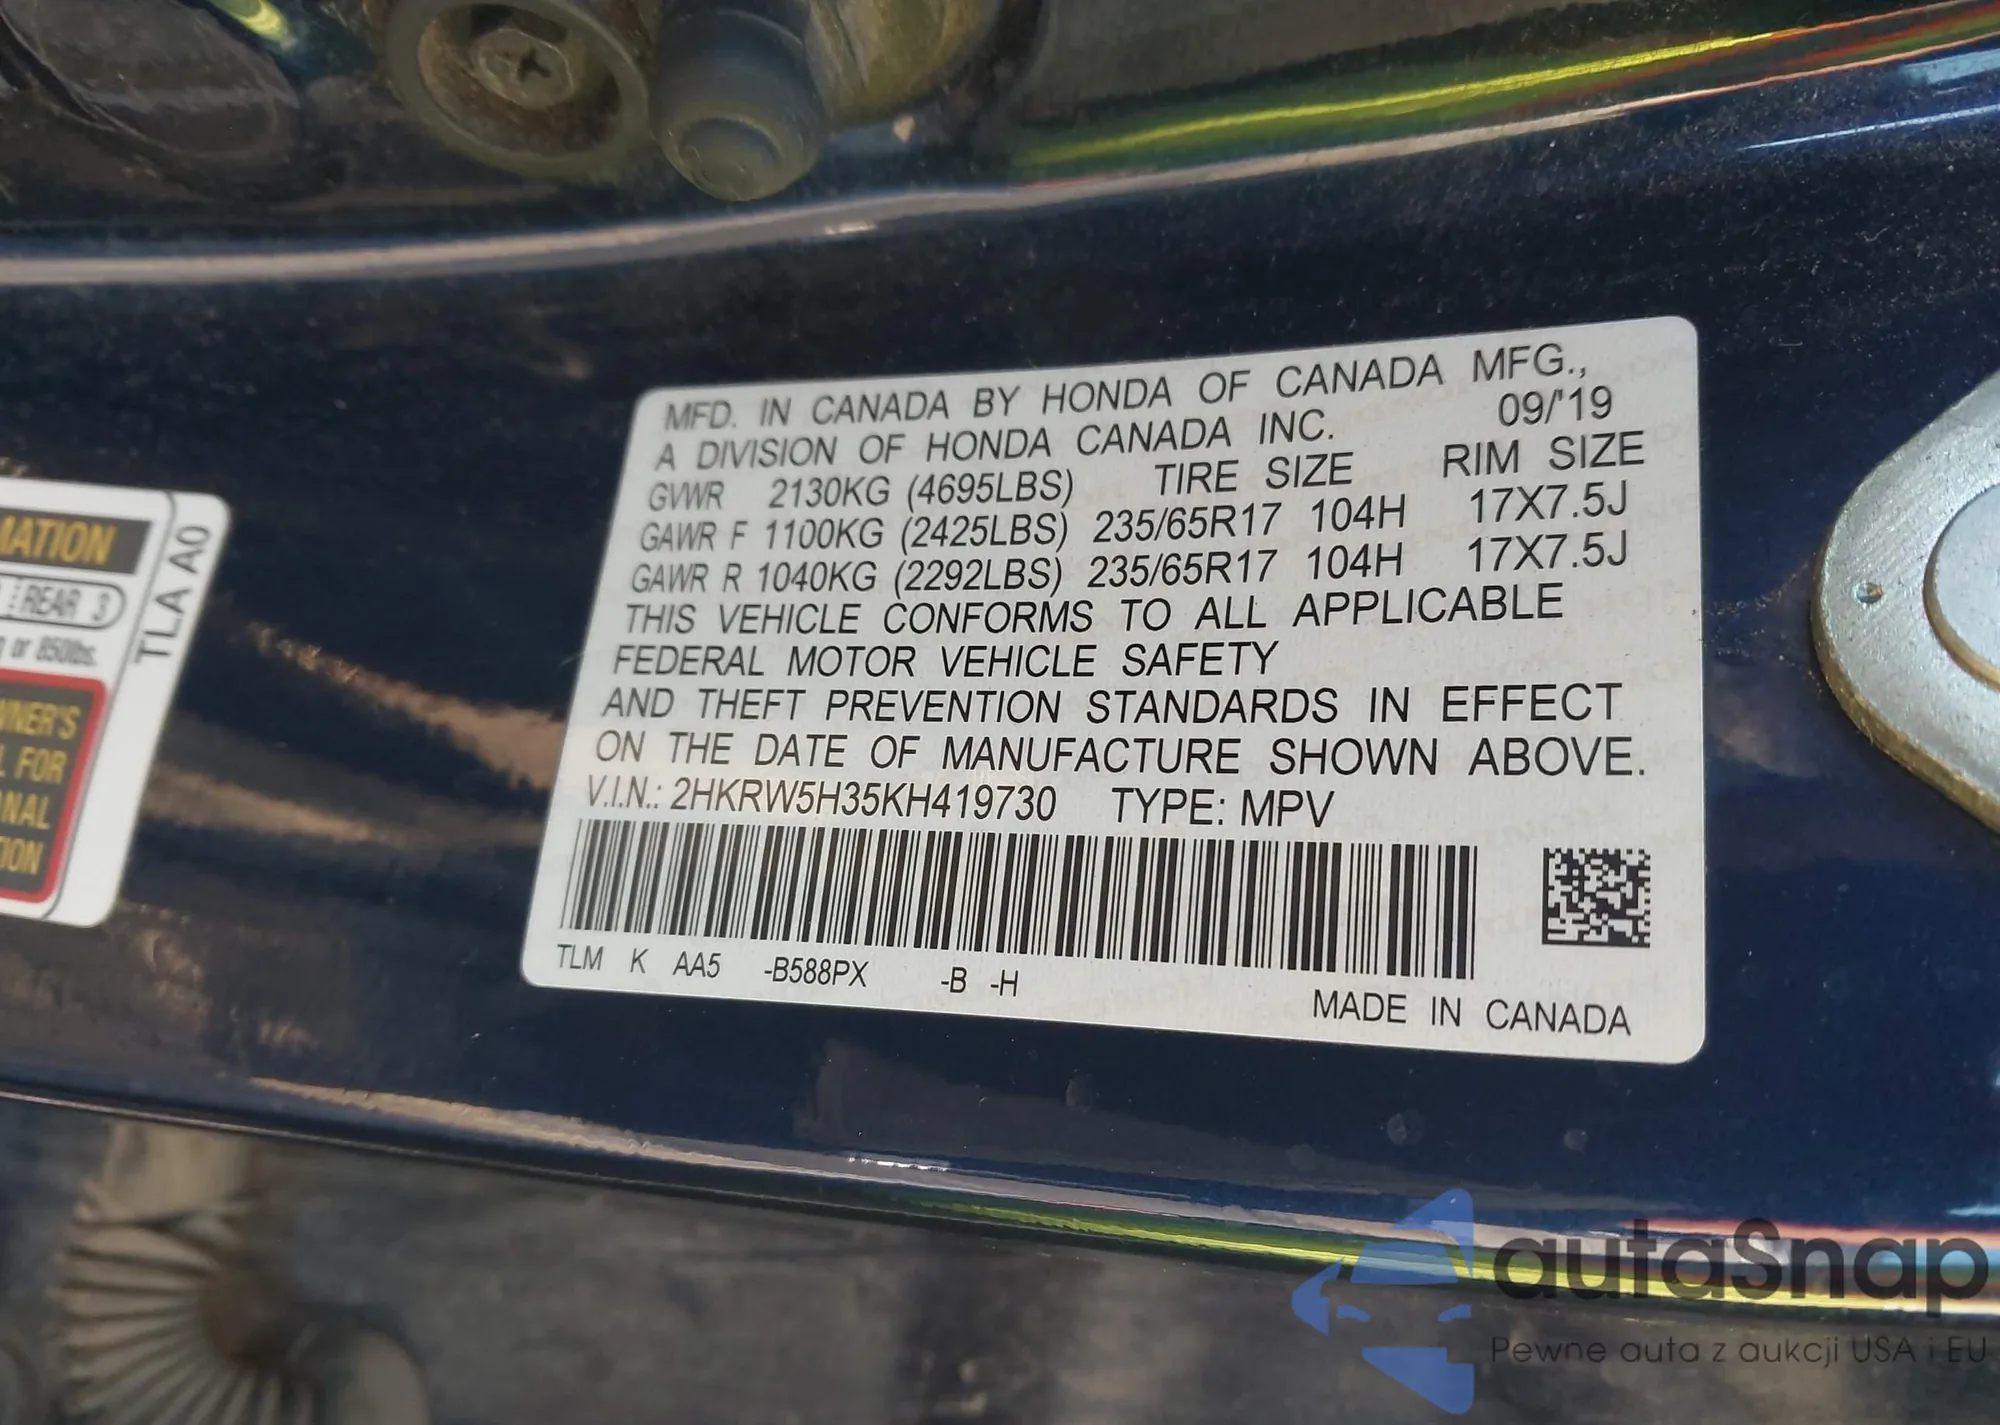 MATION
REAR 3
or 850lbs.
WNER'S
FOR
TLA A0
MFD. IN CANADA BY HONDA OF CANADA MFG.,
A DIVISION OF HONDA CANADA INC. 09/'19
GVWR 2130KG (4695LBS) TIRE SIZE RIM SIZE
GAWR F 1100KG (2425LBS) 235/65R17 104H 17X7.5J
GAWR R 1040KG (2292LBS) 235/65R17 104H 17X7.5J
THIS VEHICLE CONFORMS TO ALL APPLICABLE
FEDERAL MOTOR VEHICLE SAFETY
AND THEFT PREVENTION STANDARDS IN EFFECT
ON THE DATE OF MANUFACTURE SHOWN ABOVE.
V.I.N.: 2HKRW5H35KH419730 TYPE: MPV
TLM K AA5 -B588PX -B -H
MADE IN CANADA
autaSnap
Pewne auta z aukcji USA i EU